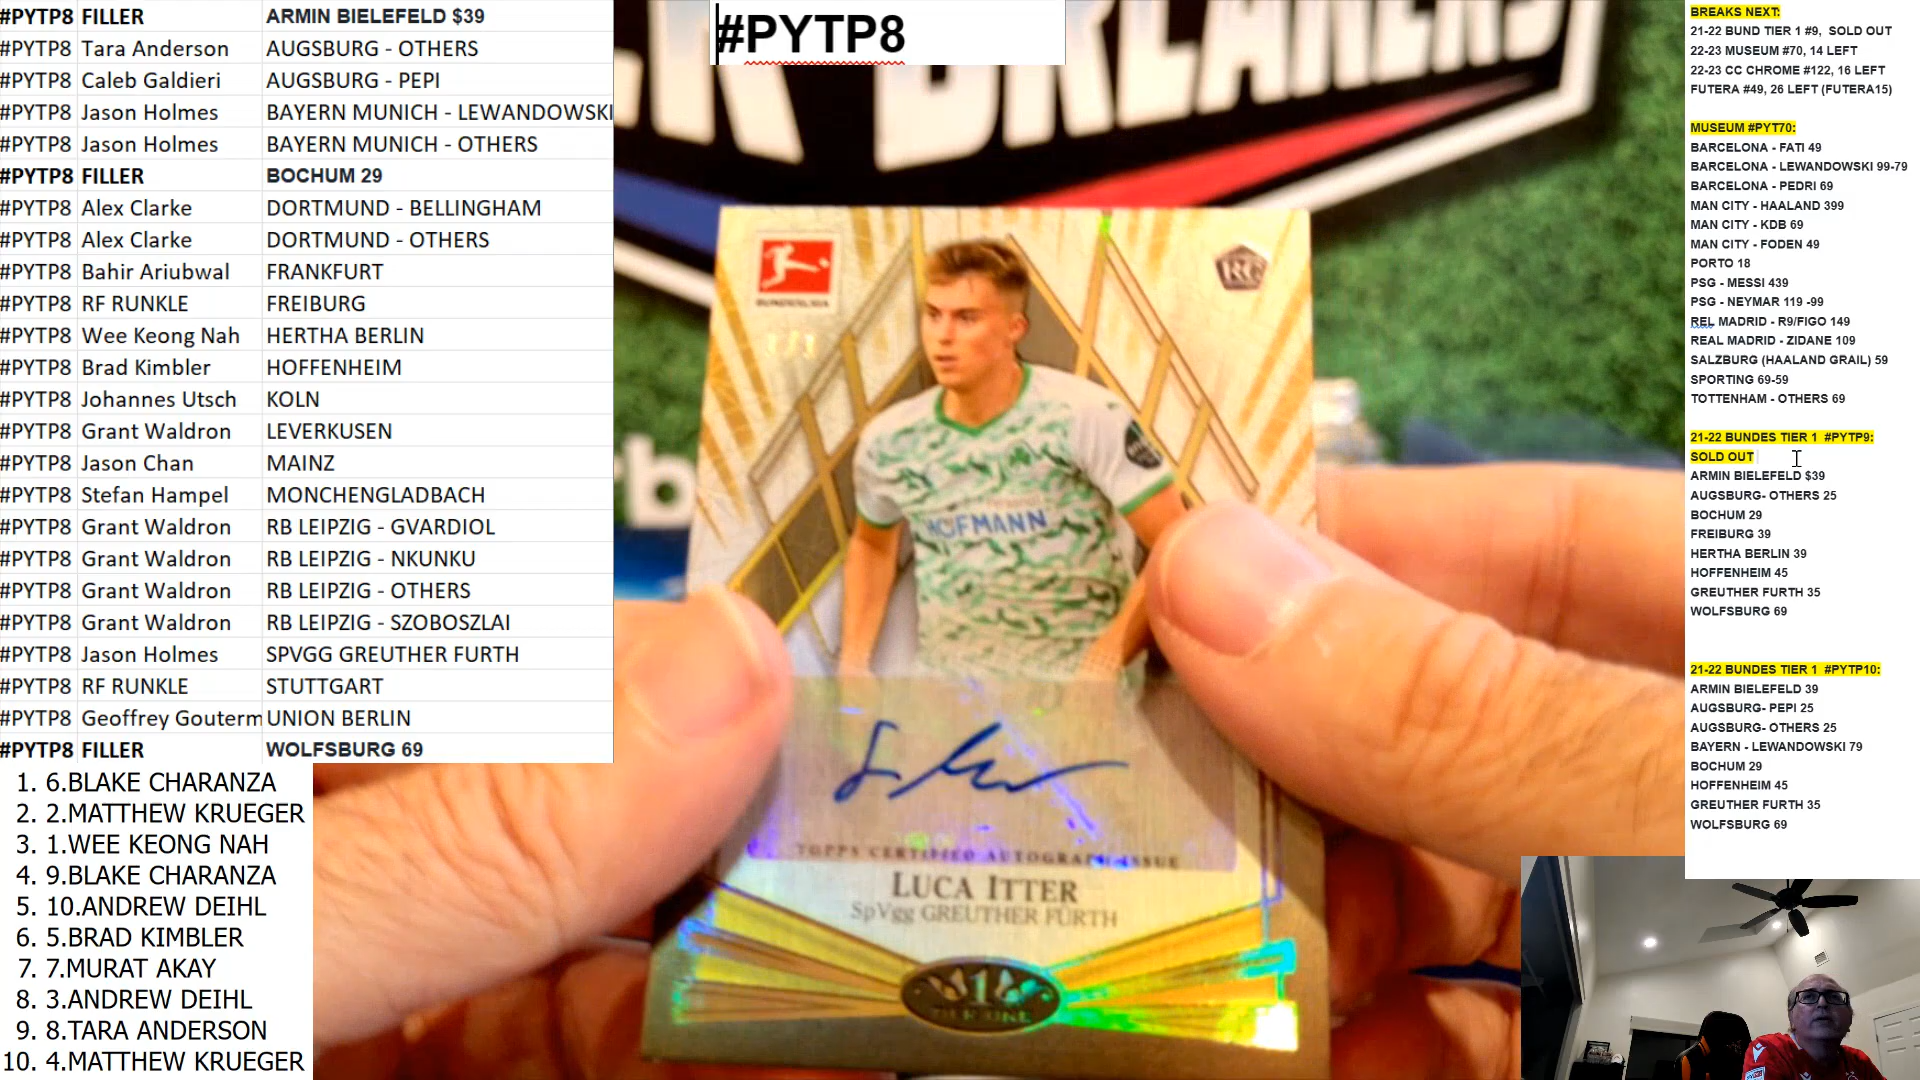 #PYTP8 FILLER ARMIN BIELEFELD $39
#PYTP8 Tara Anderson AUGSBURG - OTHERS
#PYTP8 Caleb Galdieri AUGSBURG - PEPI
#PYTP8 Jason Holmes BAYERN MUNICH - LEWANDOWSKI
#PYTP8 Jason Holmes BAYERN MUNICH - OTHERS
#PYTP8 FILLER BOCHUM 29
#PYTP8 Alex Clarke DORTMUND - BELLINGHAM
#PYTP8 Alex Clarke DORTMUND - OTHERS
#PYTP8 Bahir Ariubwal FRANKFURT
#PYTP8 RF RUNKLE FREIBURG
#PYTP8 Wee Keong Nah HERTHA BERLIN
#PYTP8 Brad Kimbler HOFFENHEIM
#PYTP8 Johannes Utsch KOLN
#PYTP8 Grant Waldron LEVERKUSEN
#PYTP8 Jason Chan MAINZ
#PYTP8 Stefan Hampel MONCHENGLADBACH
#PYTP8 Grant Waldron RB LEIPZIG - GVARDIOL
#PYTP8 Grant Waldron RB LEIPZIG - NKUNKU
#PYTP8 Grant Waldron RB LEIPZIG - OTHERS
#PYTP8 Grant Waldron RB LEIPZIG - SZOBOSZLAI
#PYTP8 Jason Holmes SPVGG GREUTHER FURTH
#PYTP8 RF RUNKLE STUTTGART
#PYTP8 Geoffrey Gouterm UNION BERLIN
#PYTP8 FILLER WOLFSBURG 69
1. 6.BLAKE CHARANZA
2. 2.MATTHEW KRUEGER
3. 1.WEE KEONG NAH
4. 9.BLAKE CHARANZA
5. 10.ANDREW DEIHL
6. 5.BRAD KIMBLER
7. 7.MURAT AKAY
8. 3.ANDREW DEIHL
9. 8.TARA ANDERSON
10. 4.MATTHEW KRUEGER
#PYTP8
BREAKERS
BUNDESLIGA
RC
1/1
HOFMANN
TOPPS CERTIFIED AUTOGRAPH ISSUE
LUCA ITTER
SpVgg GREUTHER FÜRTH
1
TIER ONE
BREAKS NEXT:
21-22 BUND TIER 1 #9, SOLD OUT
22-23 MUSEUM #70, 14 LEFT
22-23 CC CHROME #122, 16 LEFT
FUTERA #49, 26 LEFT (FUTERA15)
MUSEUM #PYT70:
BARCELONA - FATI 49
BARCELONA - LEWANDOWSKI 99-79
BARCELONA - PEDRI 69
MAN CITY - HAALAND 399
MAN CITY - KDB 69
MAN CITY - FODEN 49
PORTO 18
PSG - MESSI 439
PSG - NEYMAR 119 -99
REL MADRID - R9/FIGO 149
REAL MADRID - ZIDANE 109
SALZBURG (HAALAND GRAIL) 59
SPORTING 69-59
TOTTENHAM - OTHERS 69
21-22 BUNDES TIER 1 #PYTP9:
SOLD OUT
ARMIN BIELEFELD $39
AUGSBURG- OTHERS 25
BOCHUM 29
FREIBURG 39
HERTHA BERLIN 39
HOFFENHEIM 45
GREUTHER FURTH 35
WOLFSBURG 69
21-22 BUNDES TIER 1 #PYTP10:
ARMIN BIELEFELD 39
AUGSBURG- PEPI 25
AUGSBURG- OTHERS 25
BAYERN - LEWANDOWSKI 79
BOCHUM 29
HOFFENHEIM 45
GREUTHER FURTH 35
WOLFSBURG 69